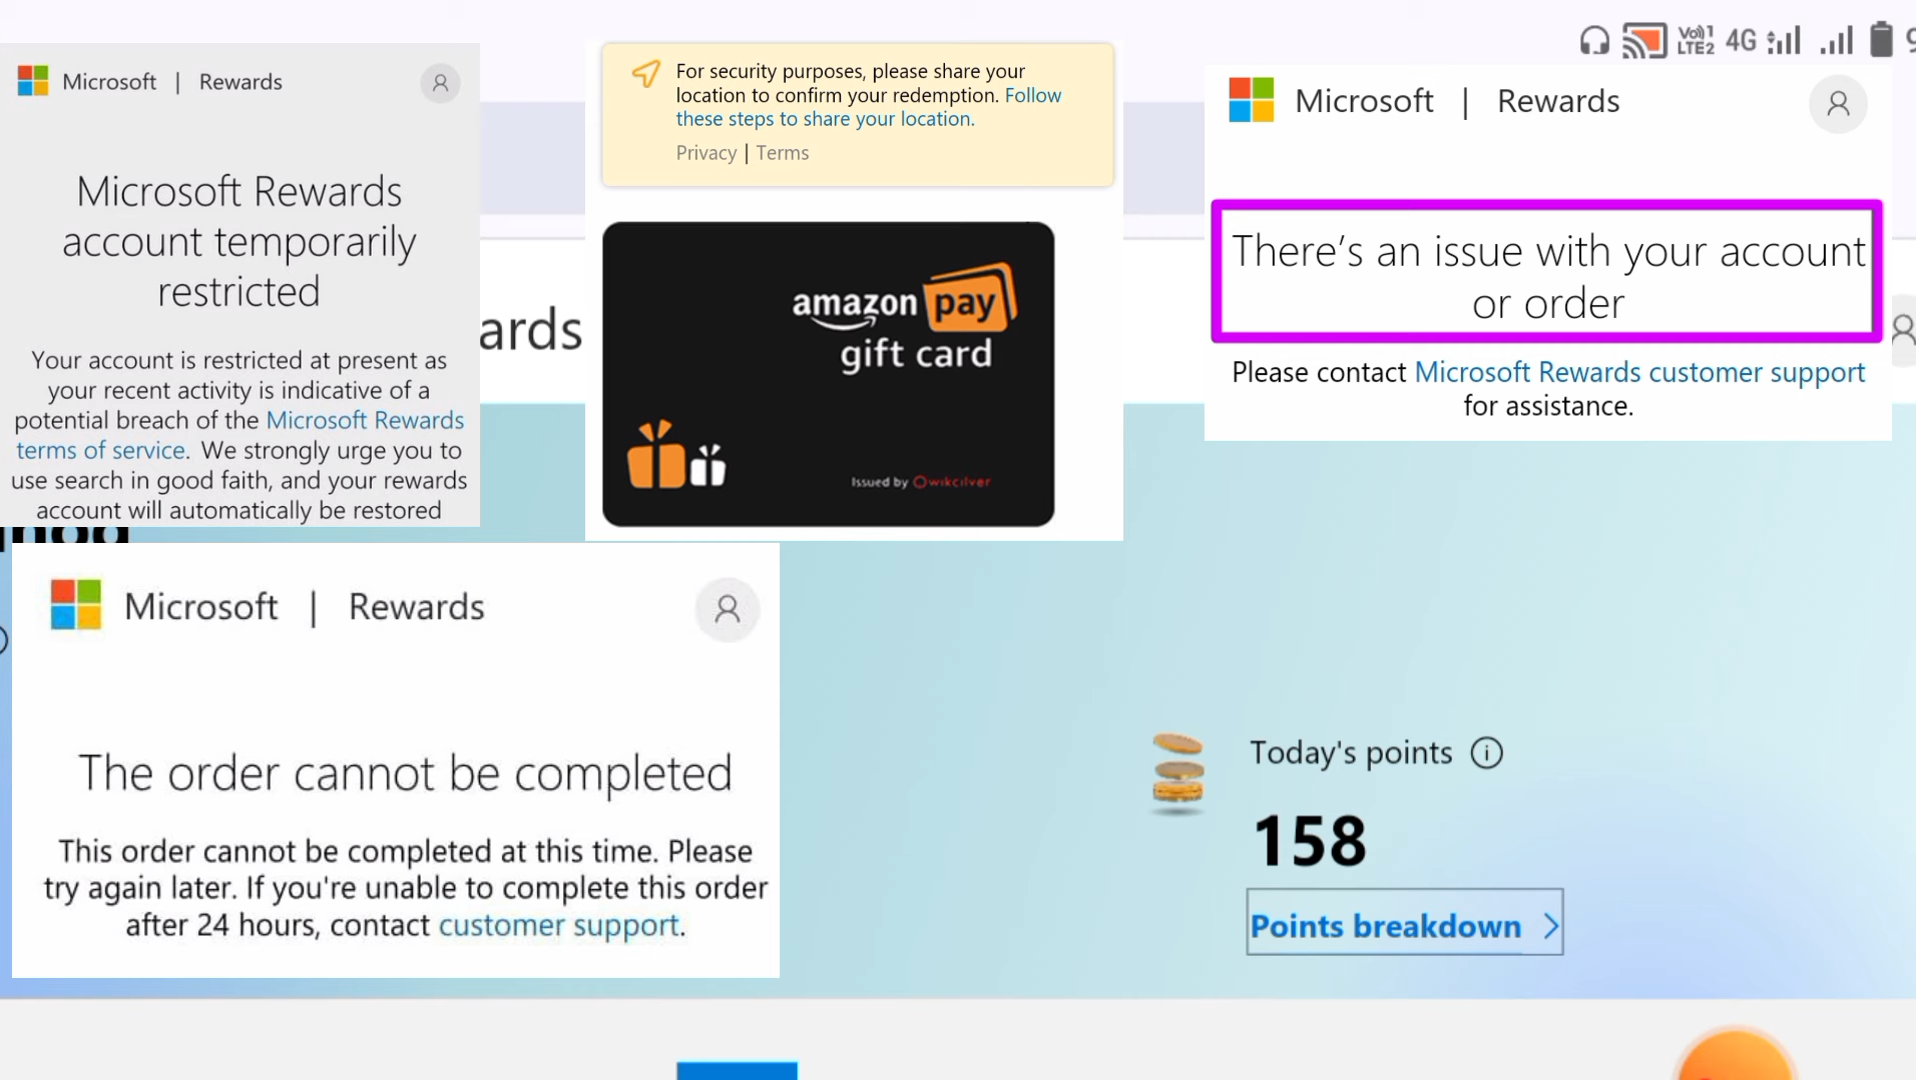 Vo)) 1
LTE2 4G
Microsoft | Rewards
Microsoft Rewards
account temporarily
restricted
Your account is restricted at present as
your recent activity is indicative of a
potential breach of the Microsoft Rewards
terms of service. We strongly urge you to
use search in good faith, and your rewards
account will automatically be restored
ards
For security purposes, please share your
location to confirm your redemption. Follow
these steps to share your location.
Privacy | Terms
amazon pay
gift card
Issued by Qwikcilver
Microsoft | Rewards
There's an issue with your account
or order
Please contact Microsoft Rewards customer support
for assistance.
Microsoft | Rewards
The order cannot be completed
This order cannot be completed at this time. Please
try again later. If you're unable to complete this order
after 24 hours, contact customer support.
Today's points
158
Points breakdown